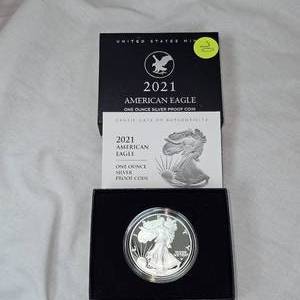 UNITED STATES MINT
2021
AMERICAN EAGLE
ONE OUNCE SILVER PROOF COIN
CERTIFICATE OF AUTHENTICITY
2021
AMERICAN
EAGLE
ONE OUNCE
SILVER
PROOF COIN